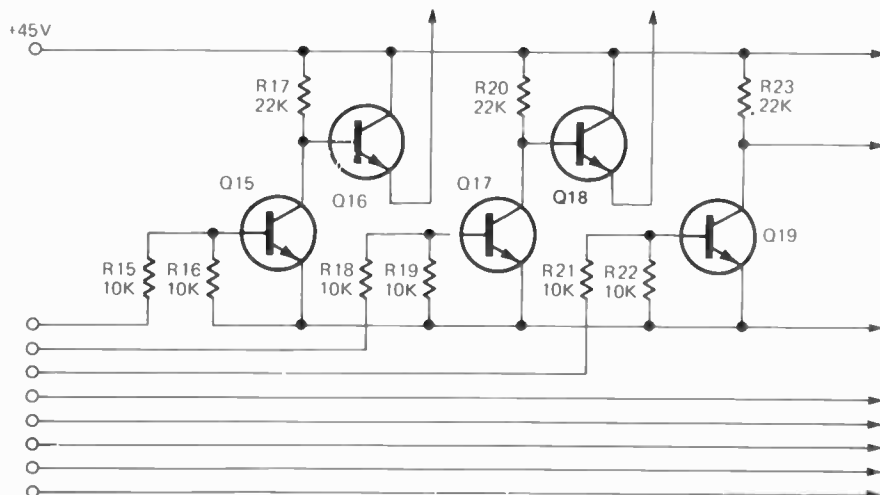 +45V
R17
22K
R20
22K
R23
22K
Q15
Q16
Q17
Q18
Q19
R15
10K
R16
10K
R18
10K
R19
10K
R21
10K
R22
10K